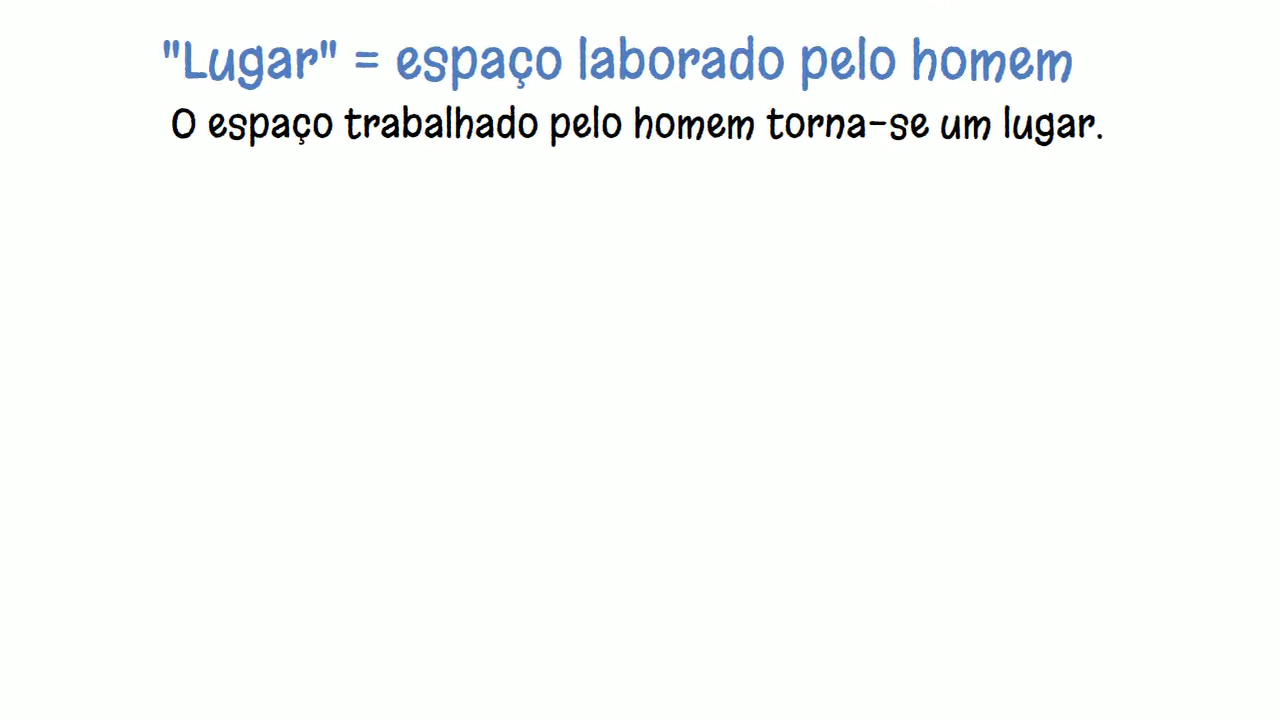 "Lugar" = espaço laborado pelo homem
O espaço trabalhado pelo homem torna-se um lugar.